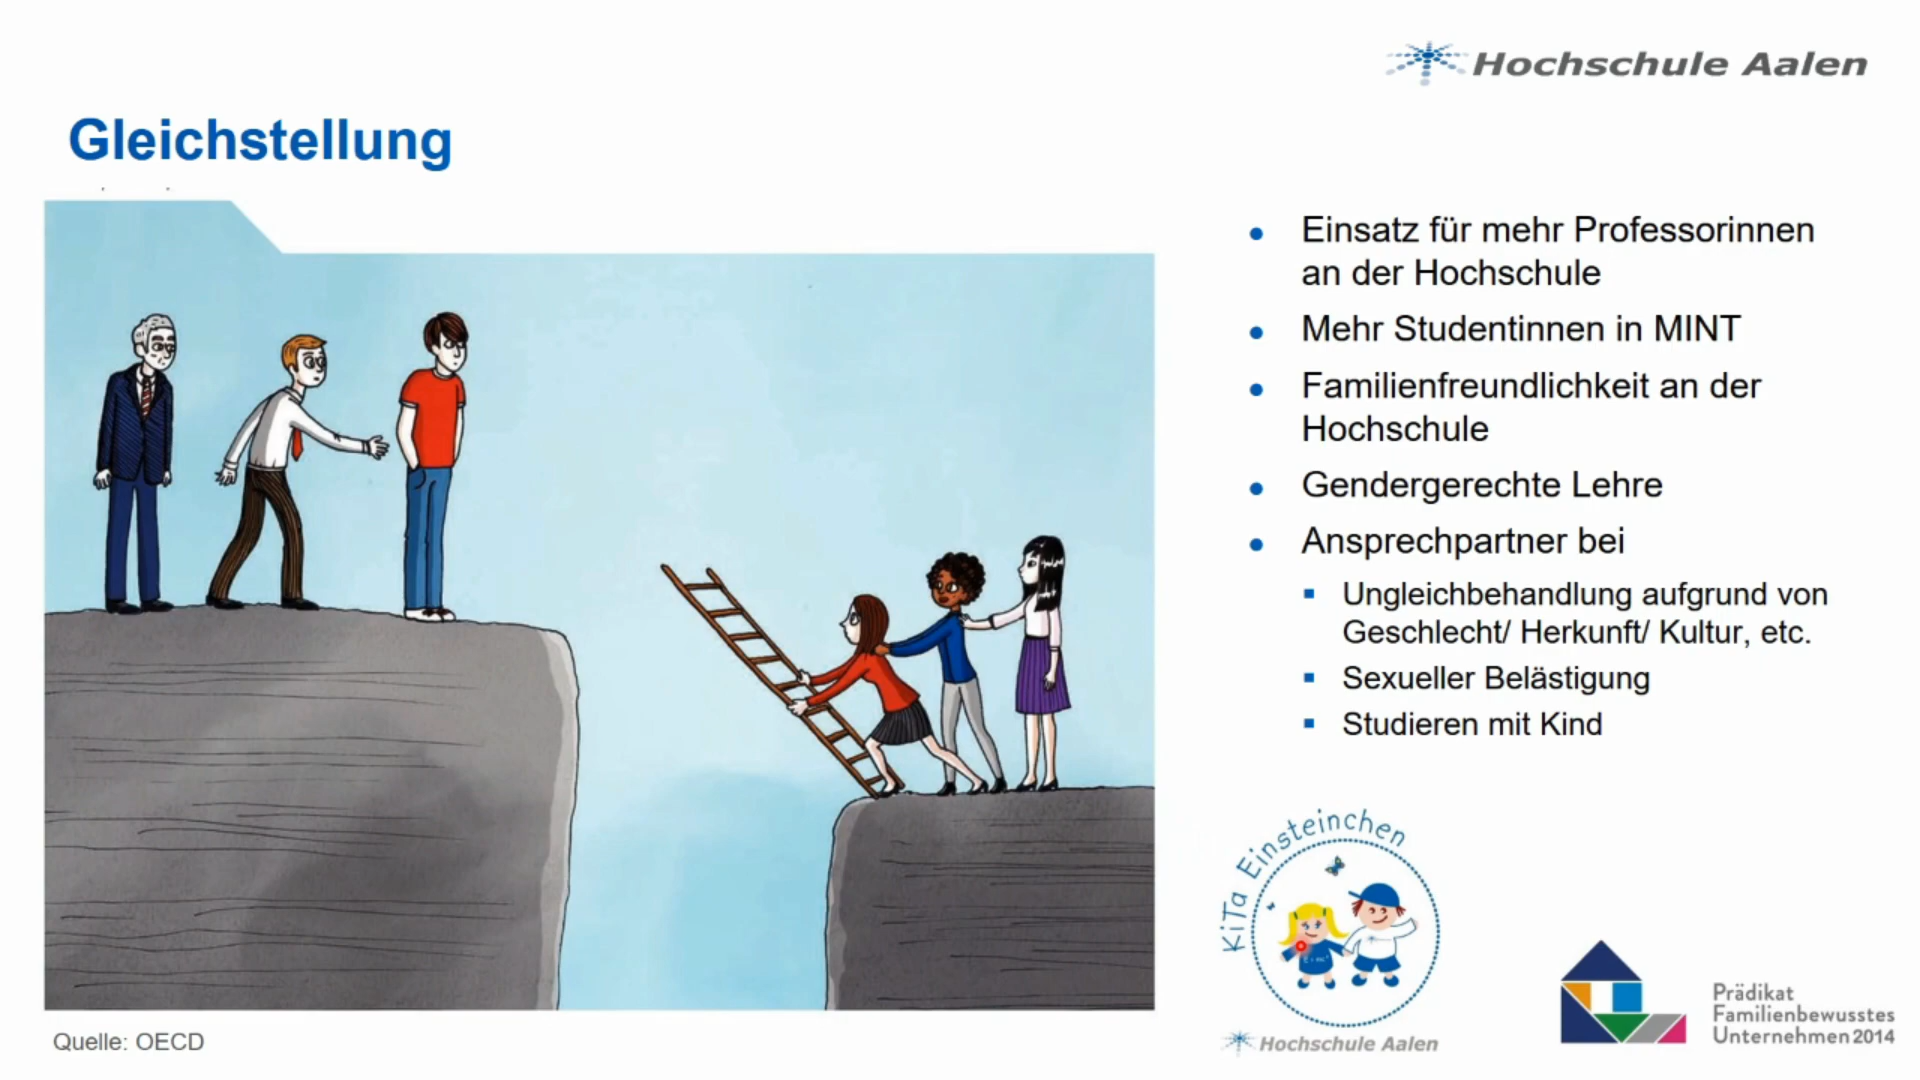 Hochschule Aalen
Gleichstellung
Einsatz für mehr Professorinnen
an der Hochschule
Mehr Studentinnen in MINT
Familienfreundlichkeit an der
Hochschule
Gendergerechte Lehre
Ansprechpartner bei
Ungleichbehandlung aufgrund von
Geschlecht/ Herkunft/ Kultur, etc.
Sexueller Belästigung
Studieren mit Kind
KiTa Einsteinchen
Hochschule Aalen
Prädikat
Familienbewusstes
Unternehmen 2014
Quelle: OECD